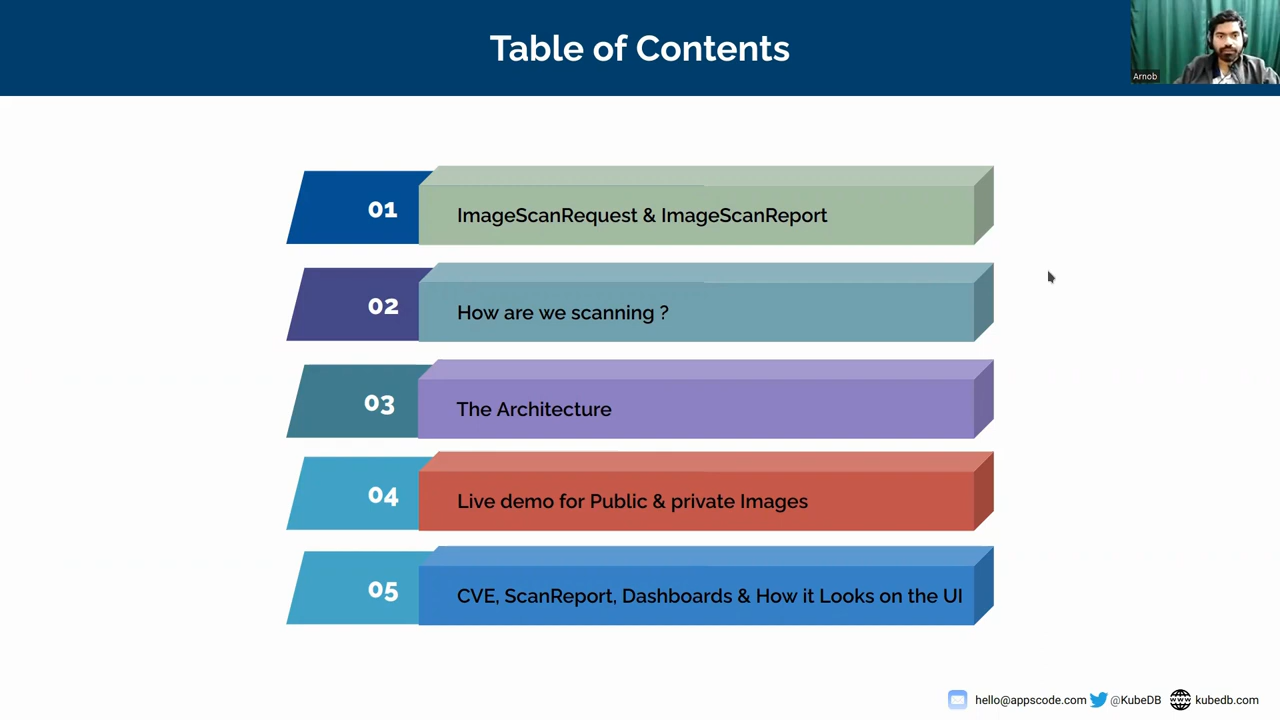 Table of Contents
Arnob
01
ImageScanRequest & ImageScanReport
02
How are we scanning ?
03
The Architecture
04
Live demo for Public & private Images
05
CVE, ScanReport, Dashboards & How it Looks on the UI
hello@appscode.com @KubeDB kubedb.com